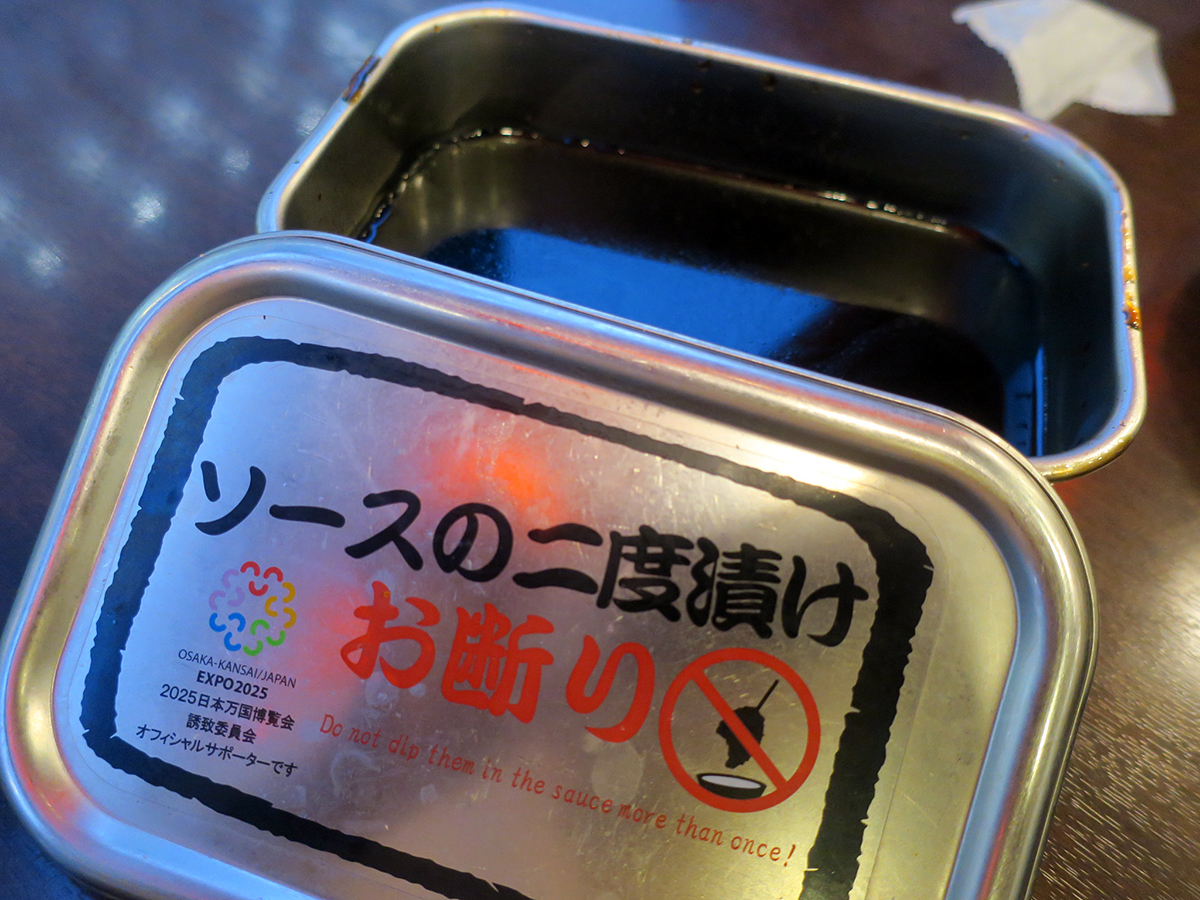 ソースの二度漬け
お断り
OSAKA-KANSAI/JAPAN
EXPO2025
2025日本万国博覧会
誘致委員会
オフィシャルサポーターです
Do not dip them in the sauce more than once!